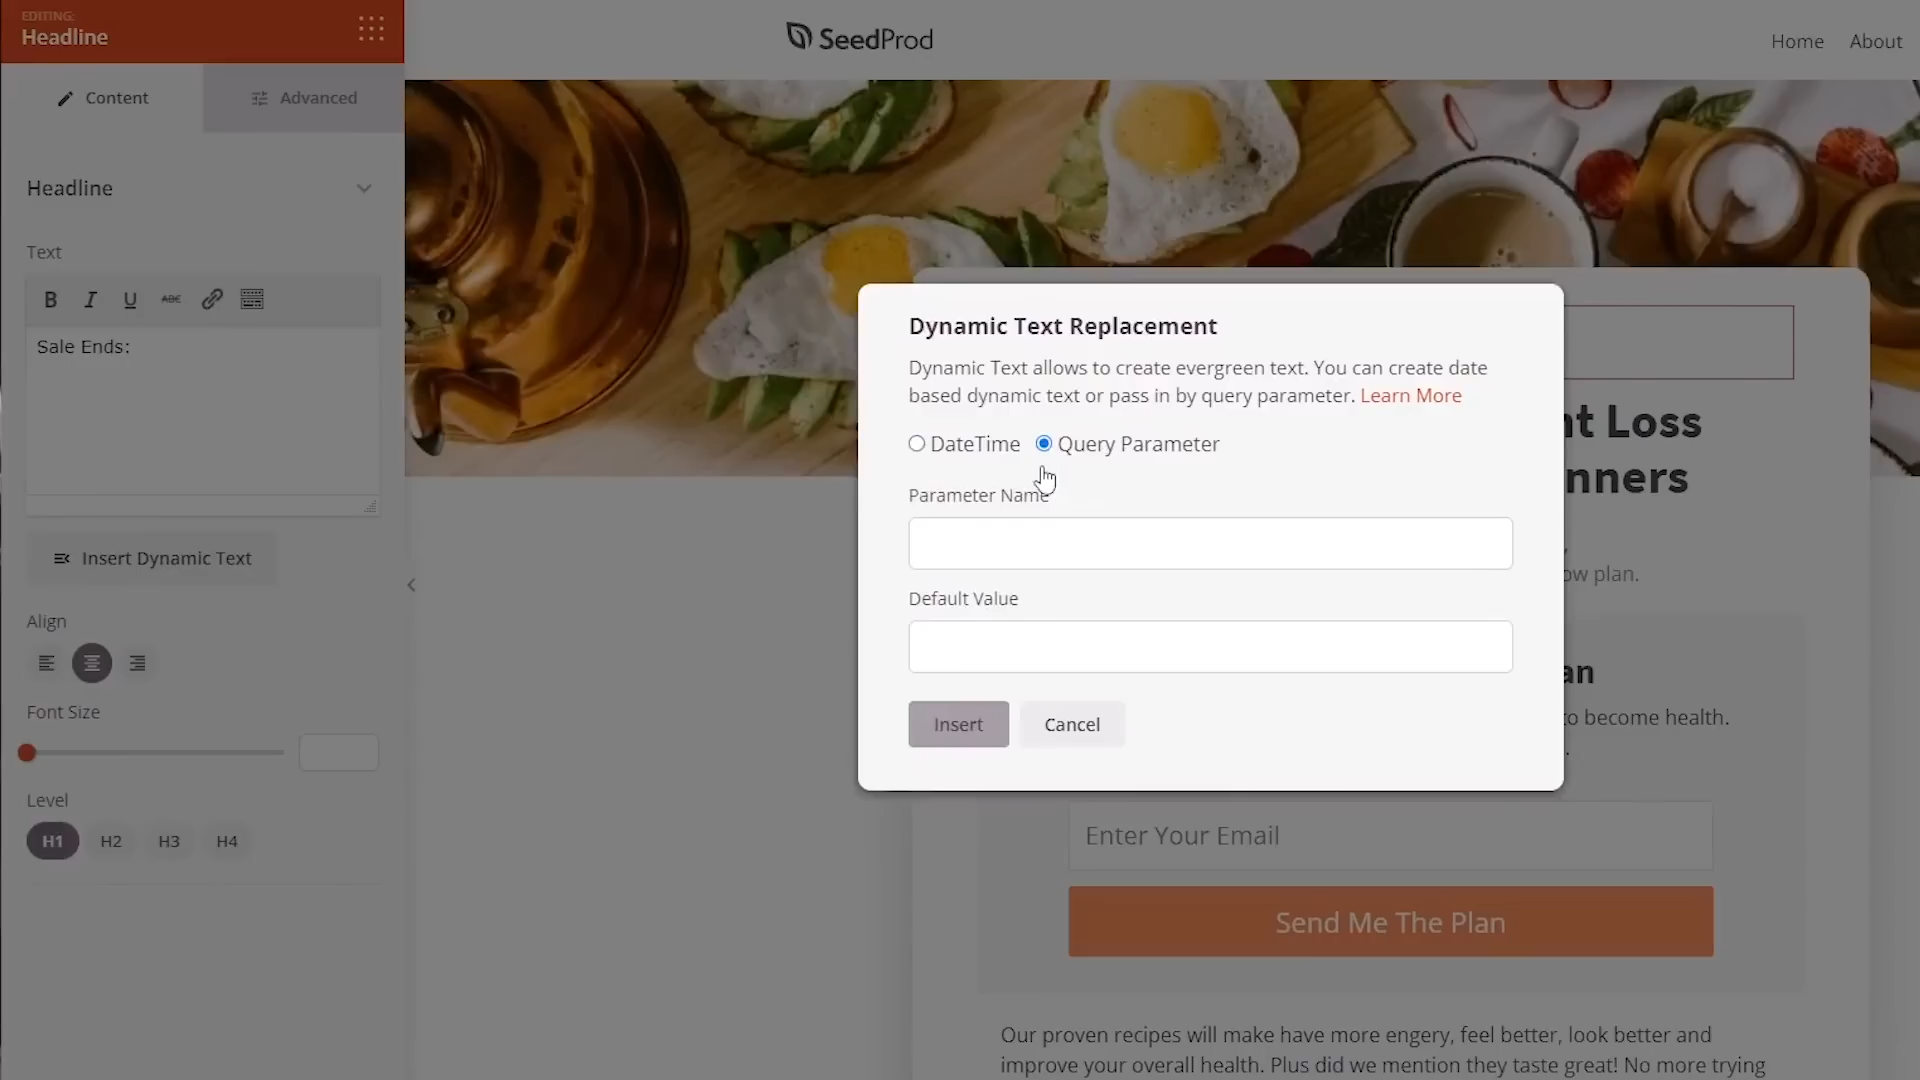 EDITING:
Headline
Content
Advanced
Headline
Text
B I U ABC
Sale Ends:
Insert Dynamic Text
Align
Font Size
Level
H1 H2 H3 H4
SeedProd
Home About
Dynamic Text Replacement
Dynamic Text allows to create evergreen text. You can create date
based dynamic text or pass in by query parameter. Learn More
DateTime Query Parameter
Parameter Name
Default Value
Insert Cancel
Loss
plan.
to become health.
Enter Your Email
Send Me The Plan
Our proven recipes will make have more engery, feel better, look better and
improve your overall health. Plus did we mention they taste great! No more trying